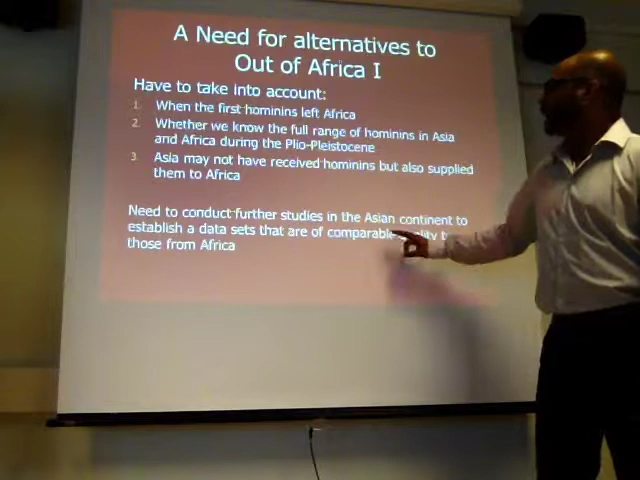 A Need for alternatives to
Out of Africa I
Have to take into account:
1. When the first hominins left Africa
2. Whether we know the full range of hominins in Asia
and Africa during the Plio-Pleistocene
3. Asia may not have received hominins but also supplied
them to Africa
Need to conduct further studies in the Asian continent to
establish a data sets that are of comparable
those from Africa